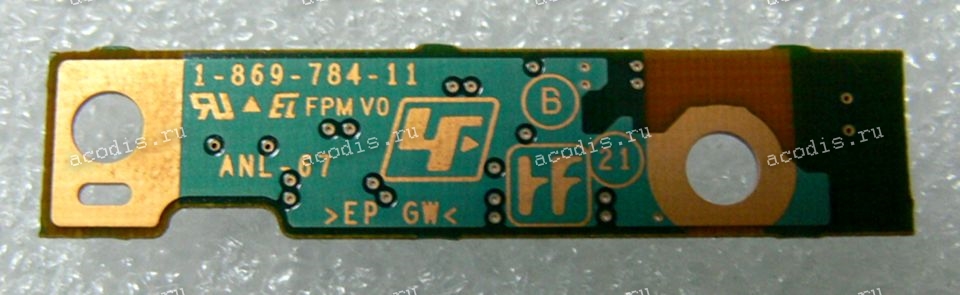 1-869-784-11
FPM V0
B
ANL-67
21
>EP GW<
acodis.ru
acodis.ru
acodis.ru
acodis.ru